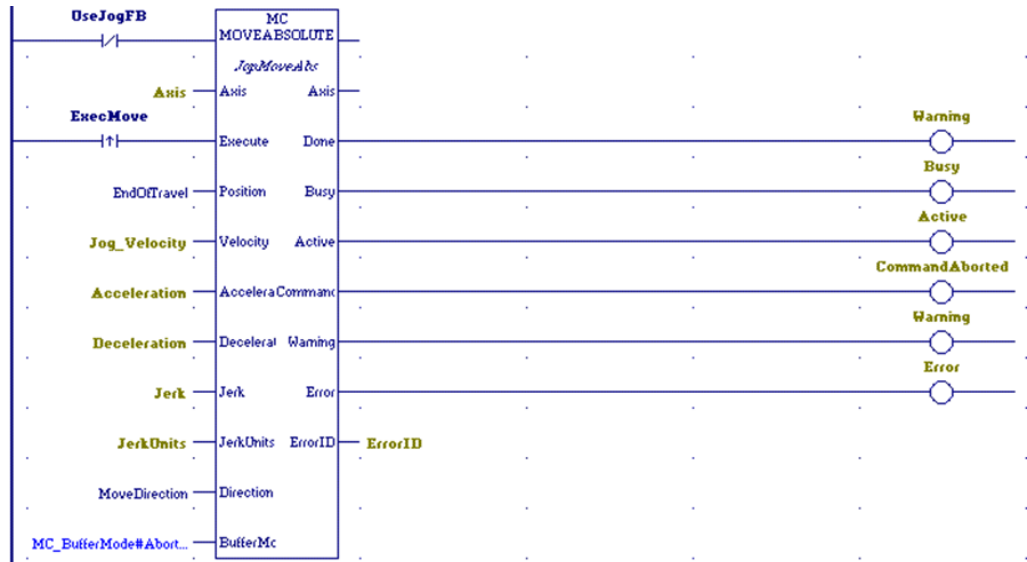 UseJogFB
MC
MOVEABSOLUTE
JopMoveAbs
Axis Axis Axis
ExecMove Warning
Execute Done
Busy
EndOfTravel Position Busy
Active
Jog_Velocity Velocity Active
CommandAborted
Acceleration AcceleraCommanc
Warning
Deceleration Decelerat Warning
Error
Jerk Jerk Error
JerkUnits JerkUnits ErrorID ErrorID
MoveDirection Direction
MC_BufferMode#Abort... BufferMc